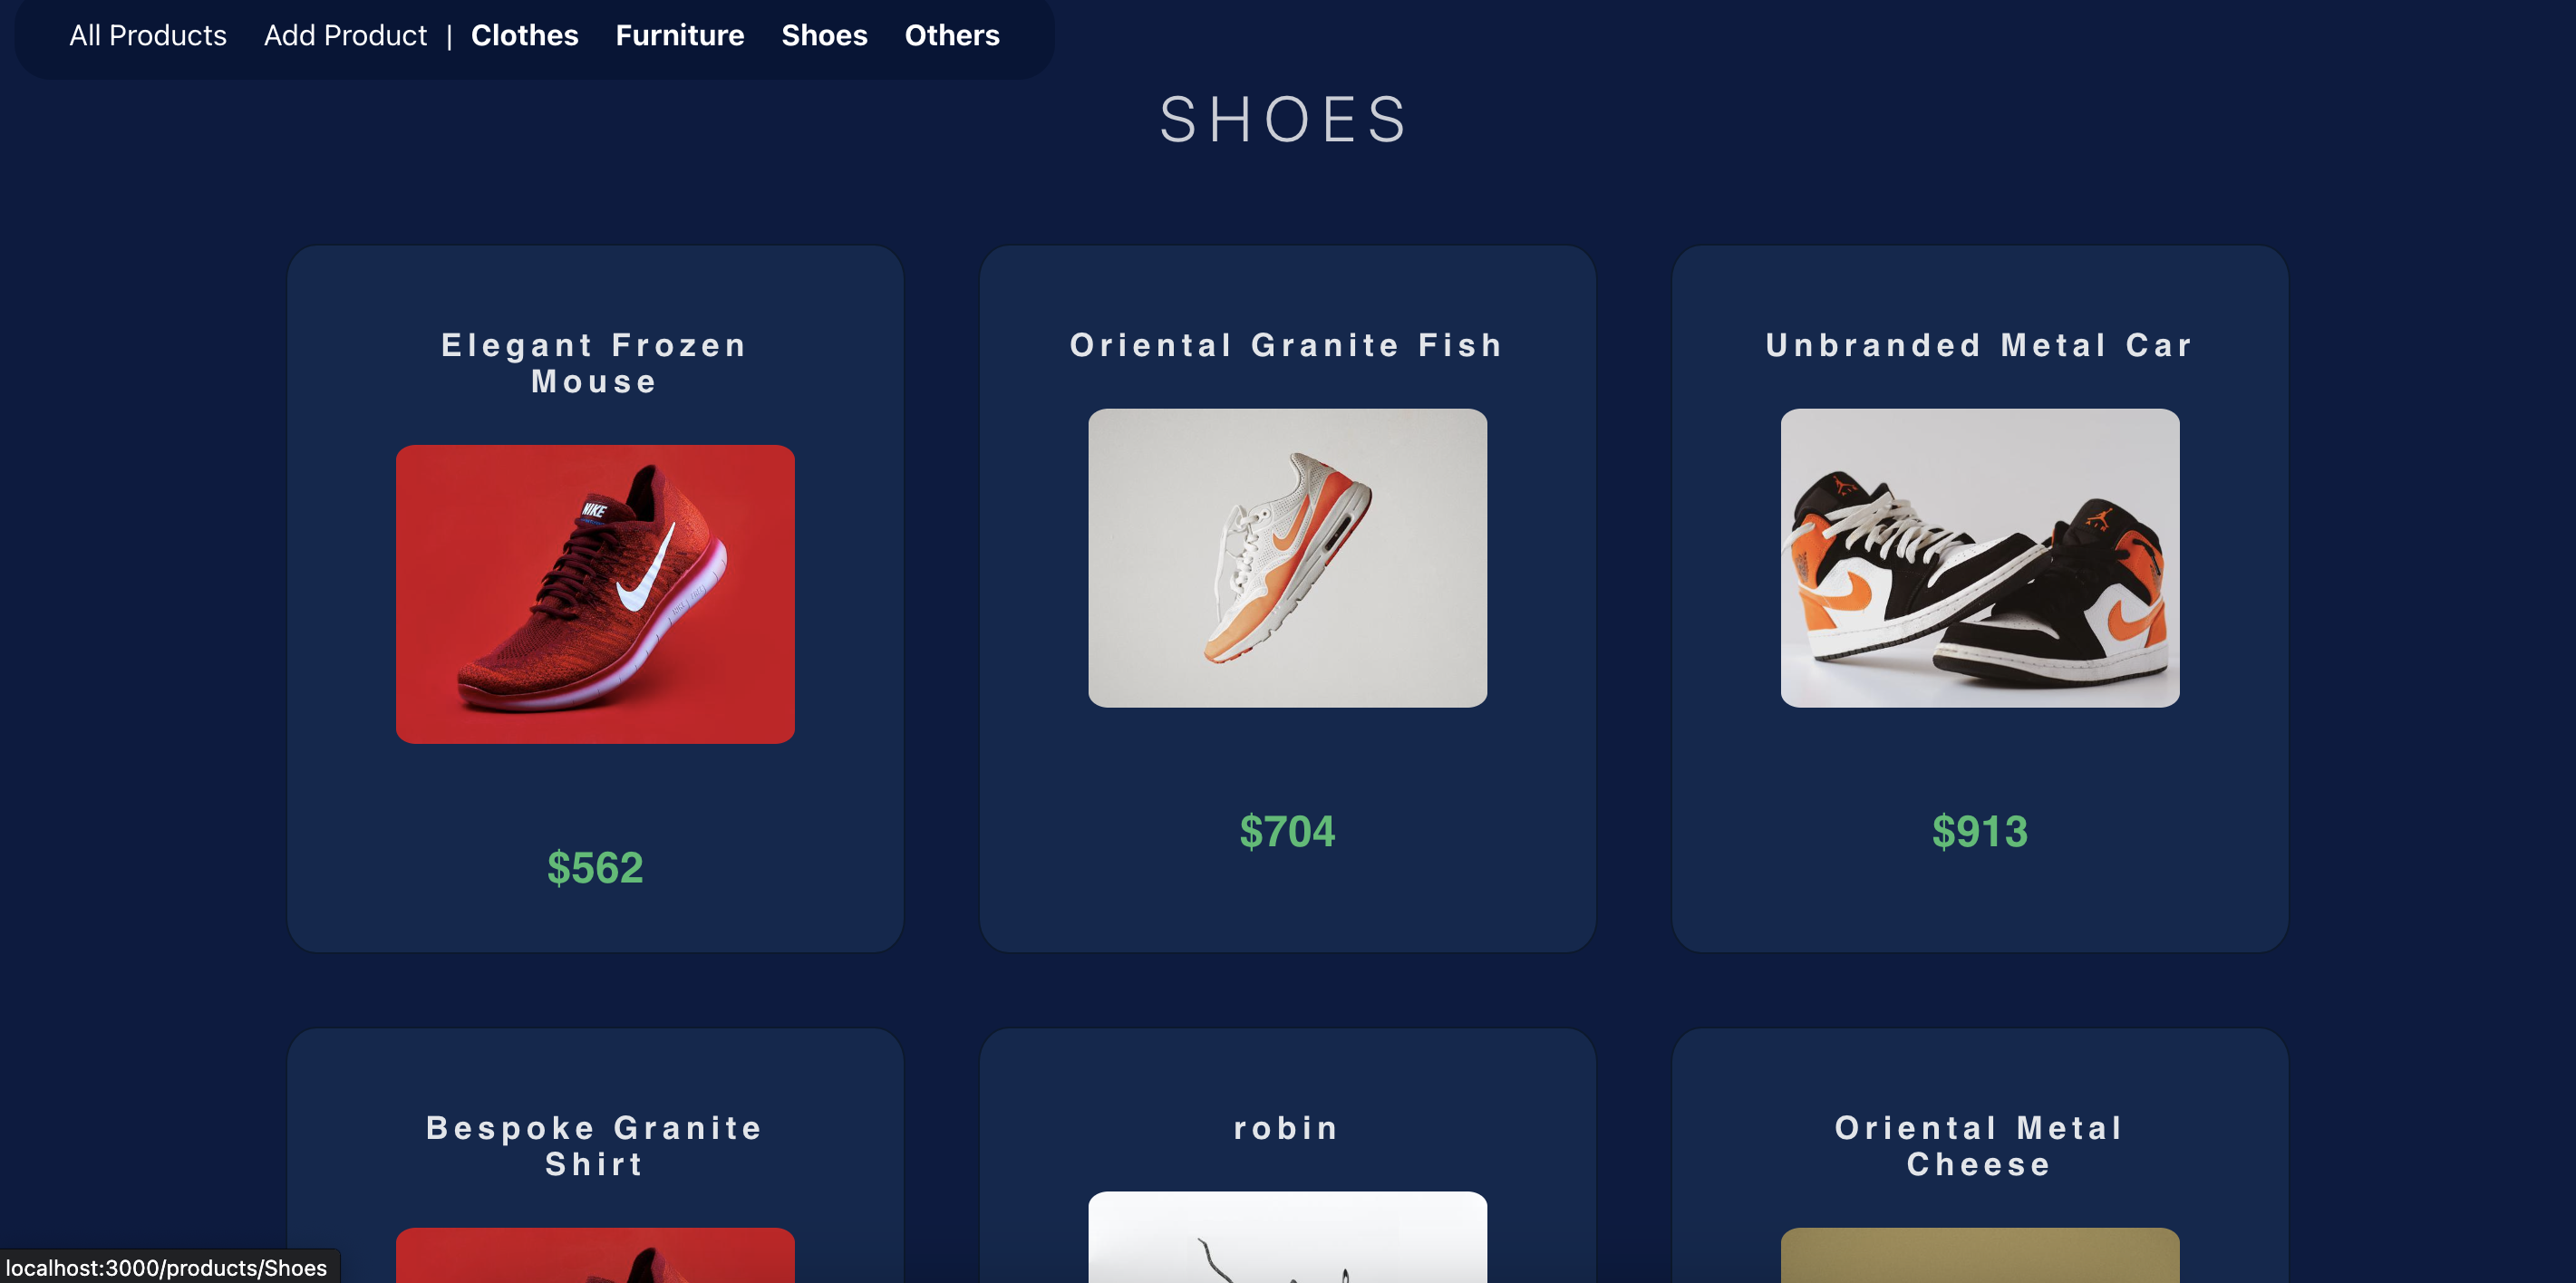 All Products Add Product | Clothes Furniture Shoes Others
SHOES
Elegant Frozen
Mouse
Oriental Granite Fish
Unbranded Metal Car
NIKE
$562
$704
$913
Bespoke Granite
Shirt
robin
Oriental Metal
Cheese
localhost:3000/products/Shoes